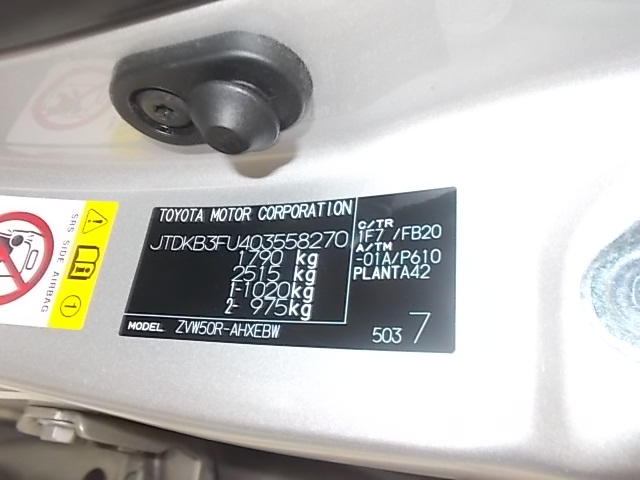 TOYOTA MOTOR CORPORATION
JTDKB3FU403558270
1790 kg
2515 kg
1-1020kg
2- 975kg
C/TR
1F7 /FB20
A/TM
-01A/P610
PLANTA42
MODEL ZVW50R-AHXEBW
503 7
SRS SIDE AIRBAG